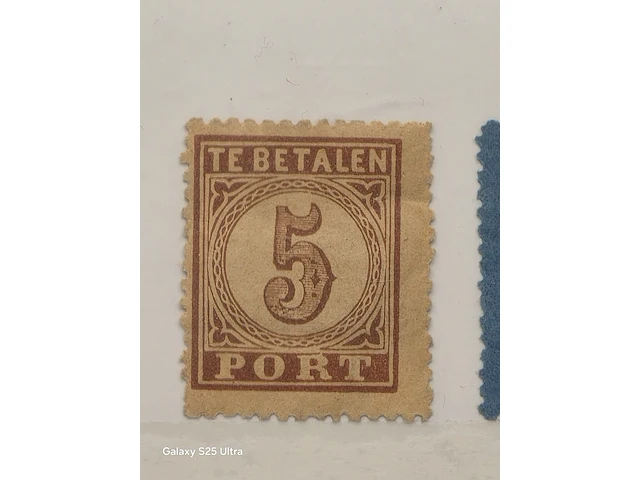 TE BETALEN
5
PORT
Galaxy S25 Ultra